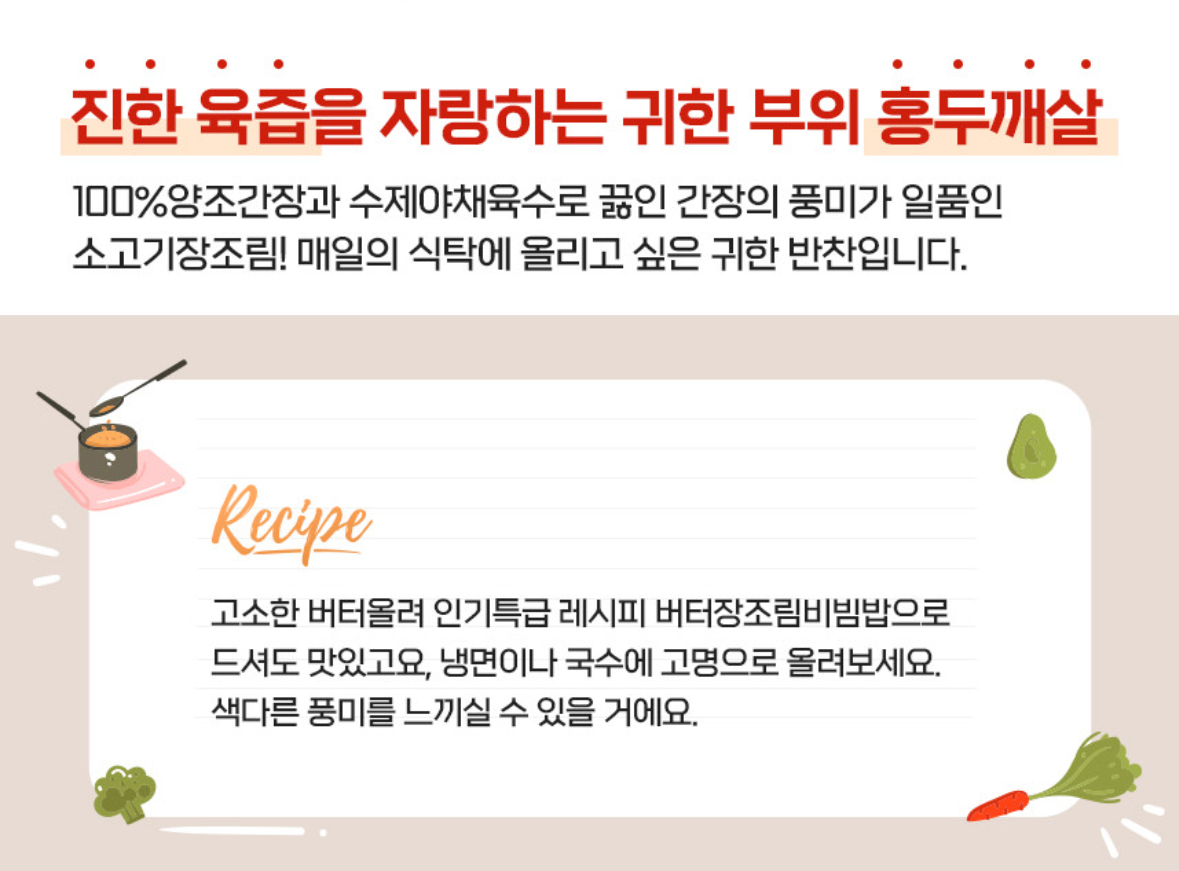 진한 육즙을 자랑하는 귀한 부위 홍두깨살
100%양조간장과 수제야채육수로 끓인 간장의 풍미가 일품인
소고기장조림! 매일의 식탁에 올리고 싶은 귀한 반찬입니다.
Recipe
고소한 버터올려 인기특급 레시피 버터장조림비빔밥으로
드셔도 맛있고요, 냉면이나 국수에 고명으로 올려보세요.
색다른 풍미를 느끼실 수 있을 거에요.